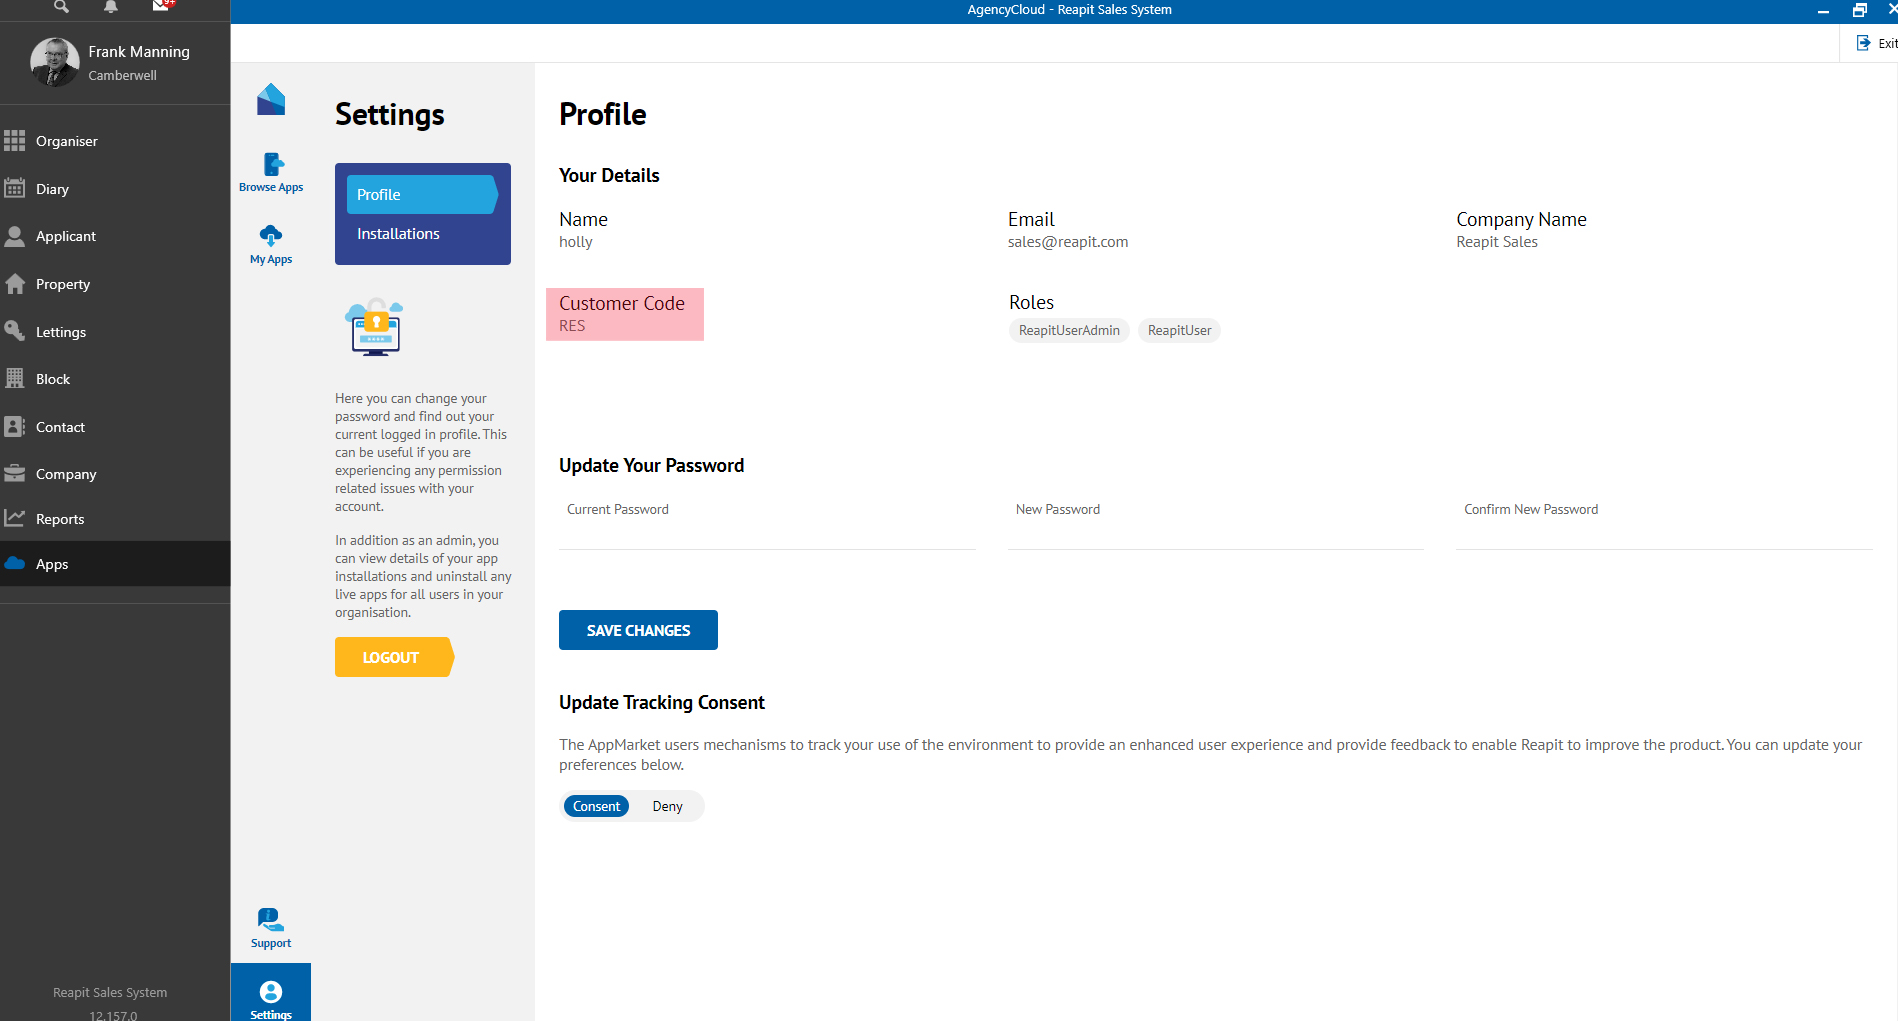 AgencyCloud - Reapit Sales System
9+
Exit
Frank Manning
Camberwell
Organiser
Diary
Applicant
Property
Lettings
Block
Contact
Company
Reports
Apps
Reapit Sales System
12.157.0
Browse Apps
My Apps
Support
Settings
Settings
Profile
Installations
Here you can change your
password and find out your
current logged in profile. This
can be useful if you are
experiencing any permission
related issues with your
account.
In addition as an admin, you
can view details of your app
installations and uninstall any
live apps for all users in your
organisation.
LOGOUT
Profile
Your Details
Name
holly
Email
sales@reapit.com
Company Name
Reapit Sales
Customer Code
RES
Roles
ReapitUserAdmin ReapitUser
Update Your Password
Current Password
New Password
Confirm New Password
SAVE CHANGES
Update Tracking Consent
The AppMarket users mechanisms to track your use of the environment to provide an enhanced user experience and provide feedback to enable Reapit to improve the product. You can update your
preferences below.
Consent Deny